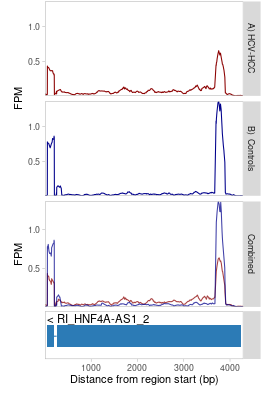 1.0
0.5
A) HCV-HCC
FPM
1.0
0.5
B) Controls
1.0
0.5
Combined
FPM
< RI_HNF4A-AS1_2
1000 2000 3000 4000
Distance from region start (bp)